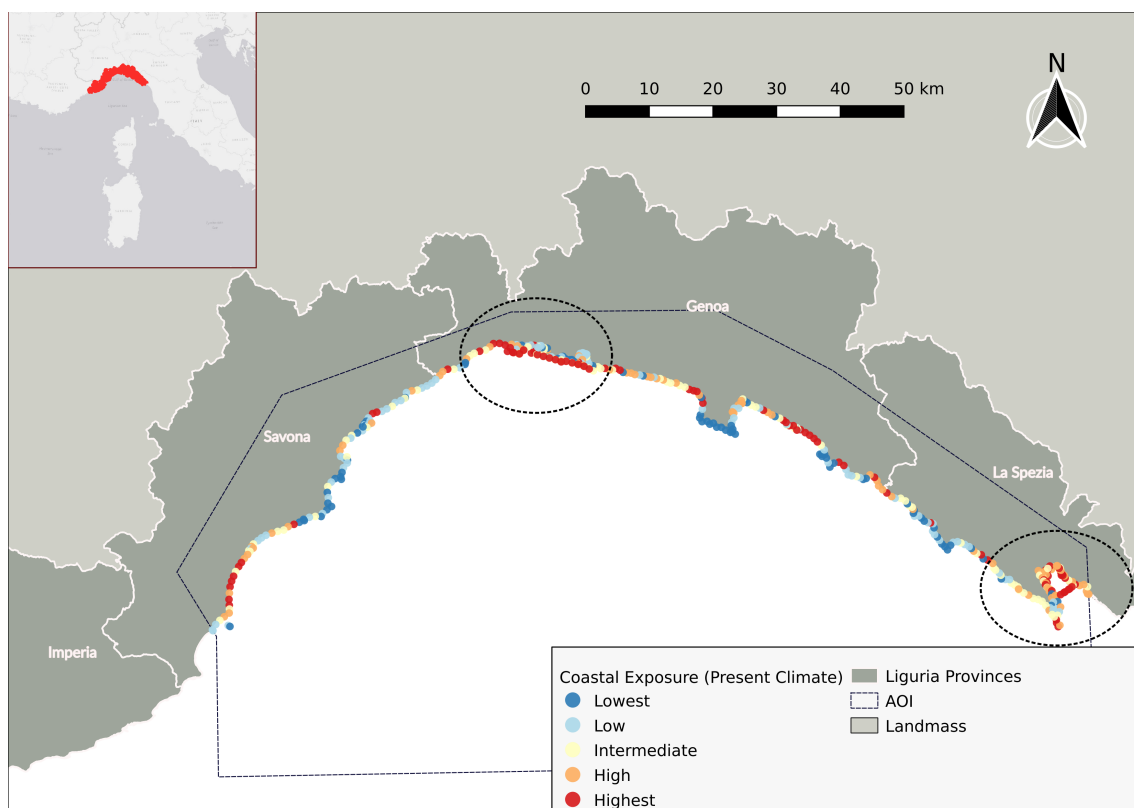 N
0 10 20 30 40 50 km
Genoa
Savona
La Spezia
Imperia
Coastal Exposure (Present Climate)
Lowest
Low
Intermediate
High
Highest
Liguria Provinces
AOI
Landmass